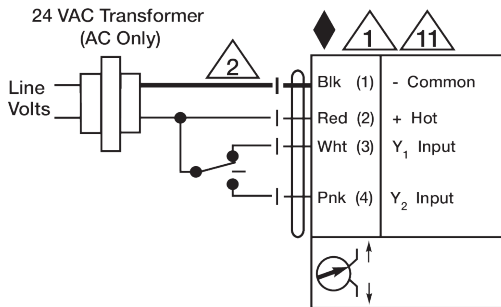 24 VAC Transformer
(AC Only)
Line
Volts
2
1
11
Blk (1) - Common
Red (2) + Hot
Wht (3) Y1 Input
Pnk (4) Y2 Input